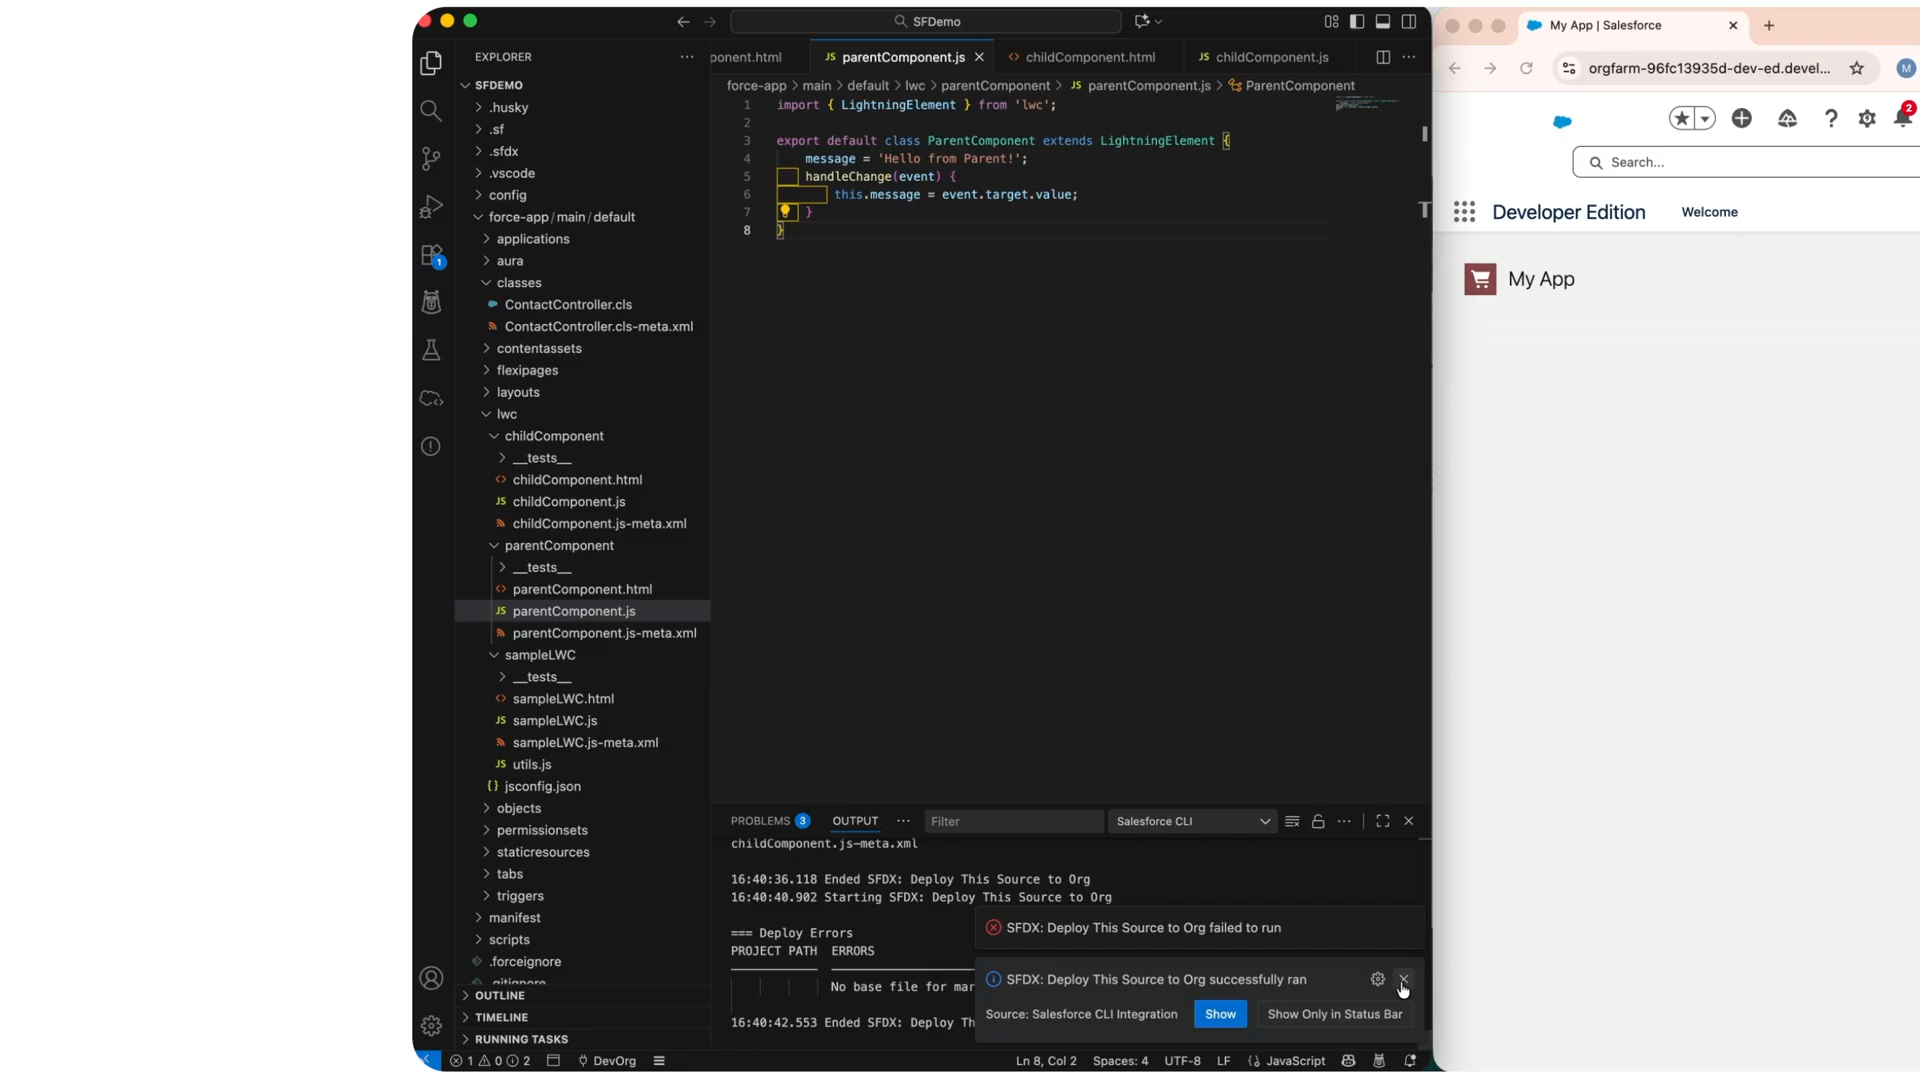 SFDemo
My App | Salesforce
EXPLORER
ponent.html
JS parentComponent.js
childComponent.html
JS childComponent.js
orgfarm-96fc13935d-dev-ed.devel...
M
SFDEMO
force-app > main > default > lwc > parentComponent > JS parentComponent.js > ParentComponent
.husky
.sf
.sfdx
.vscode
config
force-app/main/default
applications
aura
classes
ContactController.cls
ContactController.cls-meta.xml
contentassets
flexipages
layouts
lwc
childComponent
__tests__
childComponent.html
JS childComponent.js
childComponent.js-meta.xml
parentComponent
__tests__
parentComponent.html
JS parentComponent.js
parentComponent.js-meta.xml
sampleLWC
__tests__
sampleLWC.html
JS sampleLWC.js
sampleLWC.js-meta.xml
JS utils.js
{} jsconfig.json
objects
permissionsets
staticresources
tabs
triggers
manifest
scripts
.forceignore
.gitignore
OUTLINE
TIMELINE
RUNNING TASKS
1
1 import { LightningElement } from 'lwc';
2
3 export default class ParentComponent extends LightningElement {
4 message = 'Hello from Parent!';
5 handleChange(event) {
6 this.message = event.target.value;
7 }
8 }
PROBLEMS 3
OUTPUT
Filter
Salesforce CLI
childComponent.js-meta.xml
16:40:36.118 Ended SFDX: Deploy This Source to Org
16:40:40.902 Starting SFDX: Deploy This Source to Org
=== Deploy Errors
PROJECT PATH ERRORS
No base file for mar
16:40:42.553 Ended SFDX: Deploy Th
SFDX: Deploy This Source to Org failed to run
SFDX: Deploy This Source to Org successfully ran
Source: Salesforce CLI Integration
Show
Show Only in Status Bar
1 0 2
DevOrg
Ln 8, Col 2
Spaces: 4
UTF-8
LF
{} JavaScript
2
Search...
Developer Edition
Welcome
My App